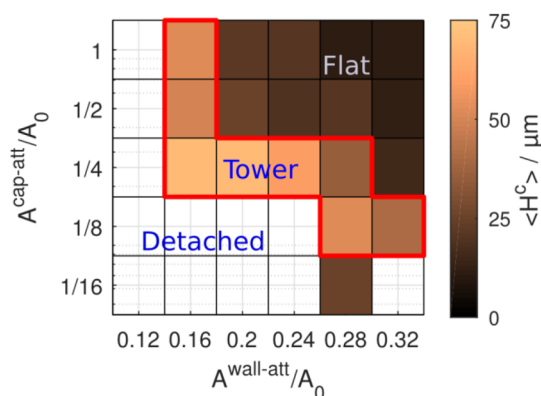 1
1/2
1/4
1/8
1/16
A^cap-att/A_0
Flat
Tower
Detached
0.12 0.16 0.2 0.24 0.28 0.32
A^wall-att/A_0
75
50
25
0
<H^c> / μm